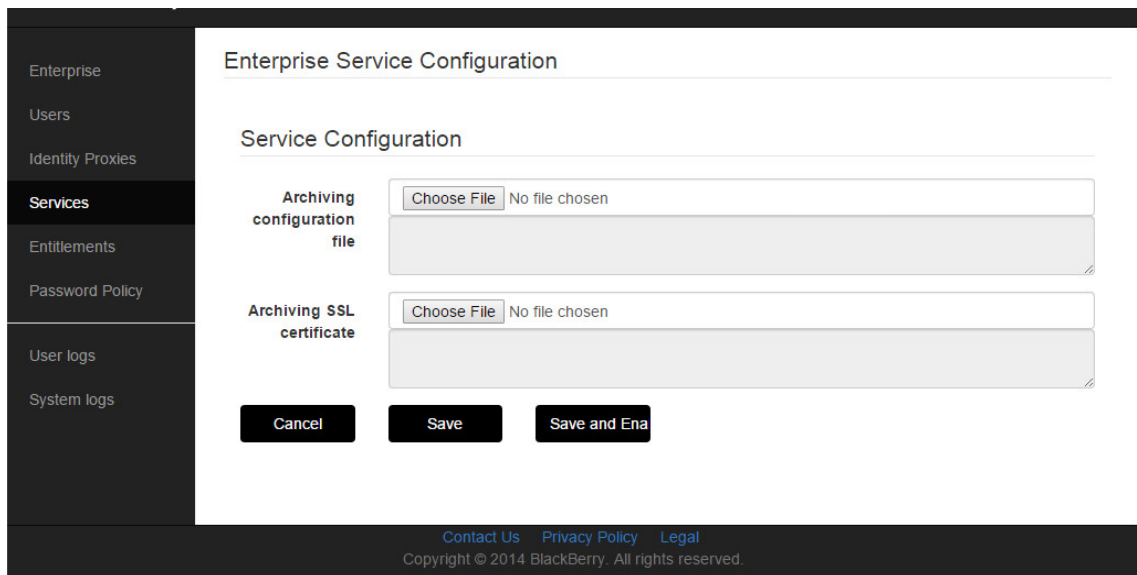 Enterprise
Users
Identity Proxies
Services
Entitlements
Password Policy
User logs
System logs
Enterprise Service Configuration
Service Configuration
Archiving
configuration
file
Choose File No file chosen
Archiving SSL
certificate
Choose File No file chosen
Cancel Save Save and Ena
Contact Us Privacy Policy Legal
Copyright © 2014 BlackBerry. All rights reserved.